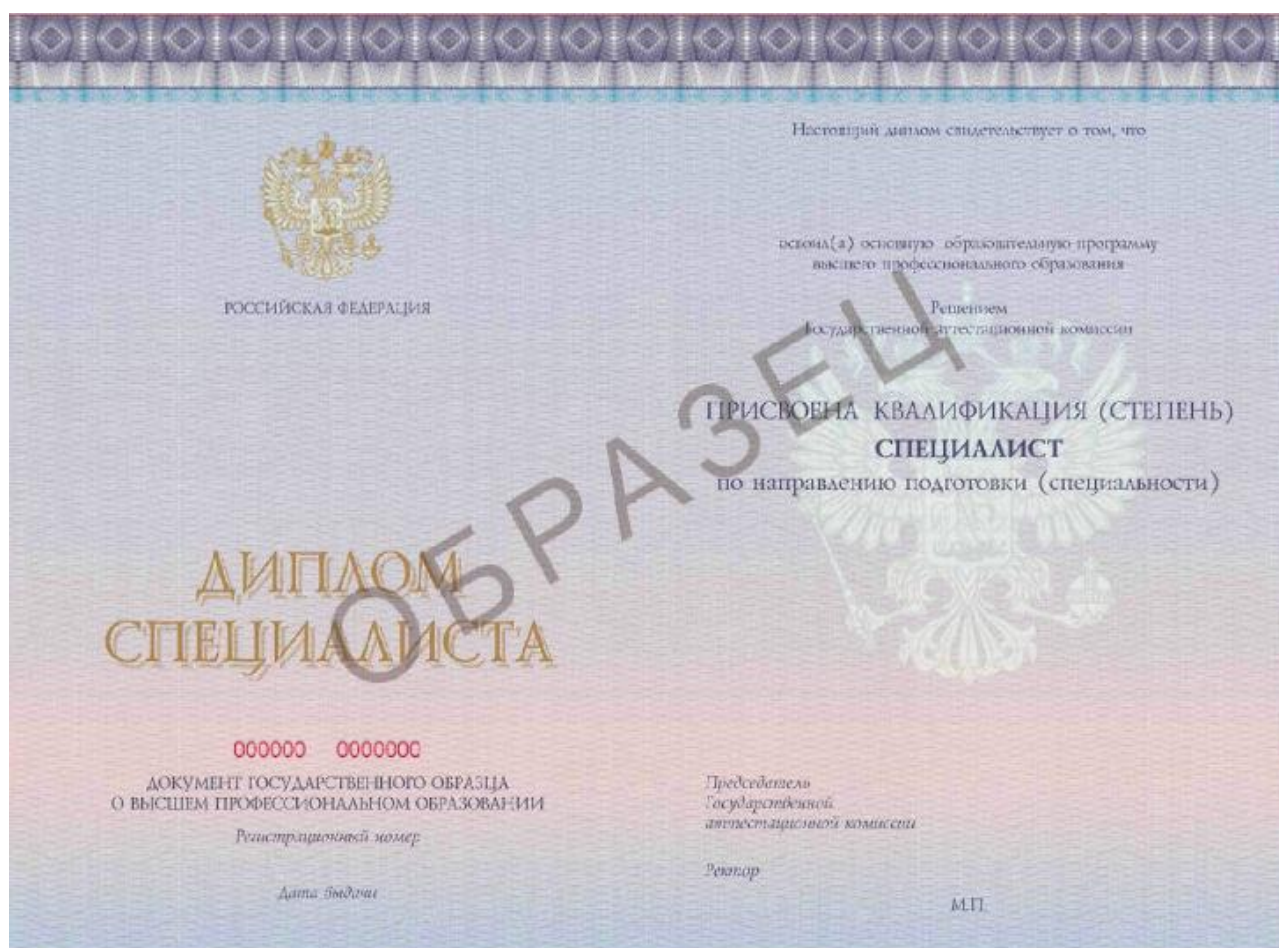 РОССИЙСКАЯ ФЕДЕРАЦИЯ
ДИПЛОМ
СПЕЦИАЛИСТА
000000 0000000
ДОКУМЕНТ ГОСУДАРСТВЕННОГО ОБРАЗЦА
О ВЫСШЕМ ПРОФЕССИОНАЛЬНОМ ОБРАЗОВАНИИ
Регистрационный номер
Дата выдачи
Настоящий диплом свидетельствует о том, что
освоил(а) основную образовательную программу
высшего профессионального образования
Решением
Государственной аттестационной комиссии
ПРИСВОЕНА КВАЛИФИКАЦИЯ (СТЕПЕНЬ)
СПЕЦИАЛИСТ
по направлению подготовки (специальности)
Председатель
Государственной
аттестационной комиссии
Ректор
М.П.
ОБРАЗЕЦ